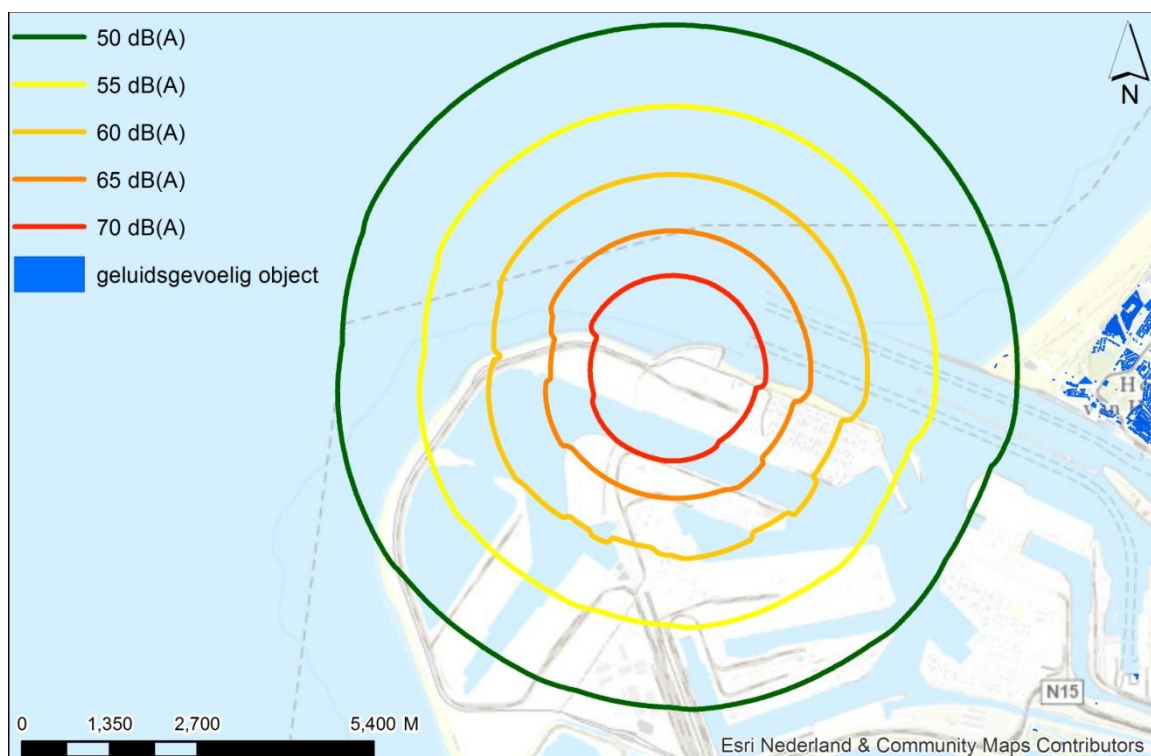 50 dB(A)
55 dB(A)
60 dB(A)
65 dB(A)
70 dB(A)
geluidsgevoelig object
N
van
N15
0 1,350 2,700 5,400 M
Esri Nederland & Community Maps Contributors